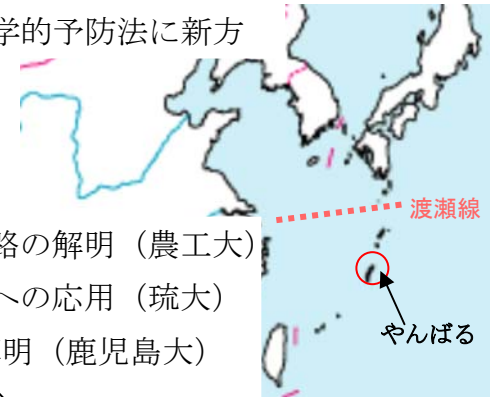 学的予防法に新方
渡瀬線
路の解明（農工大）
への応用（琉大）
やんばる
明（鹿児島大）